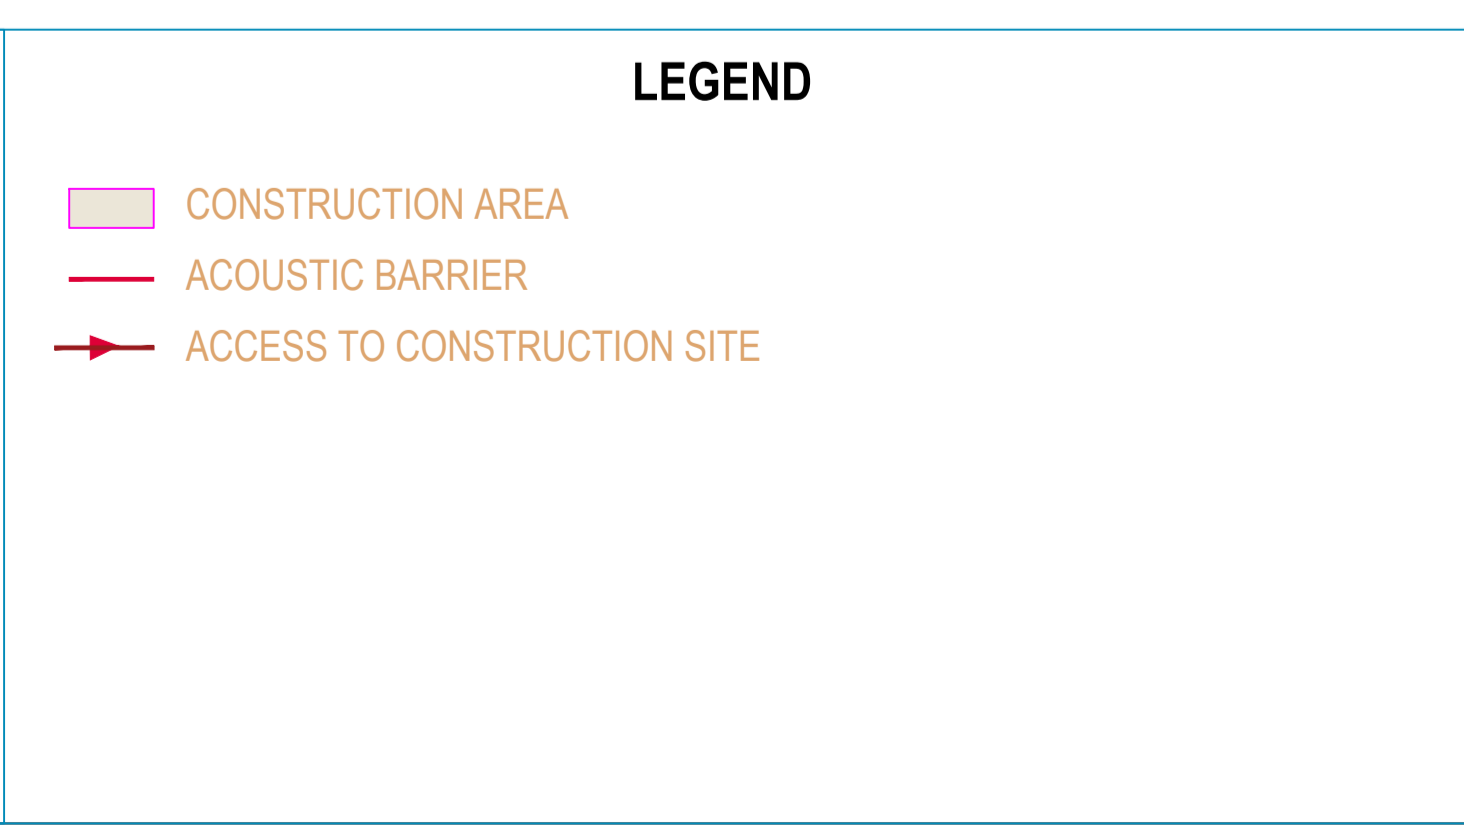 LEGEND
CONSTRUCTION AREA
ACOUSTIC BARRIER
ACCESS TO CONSTRUCTION SITE